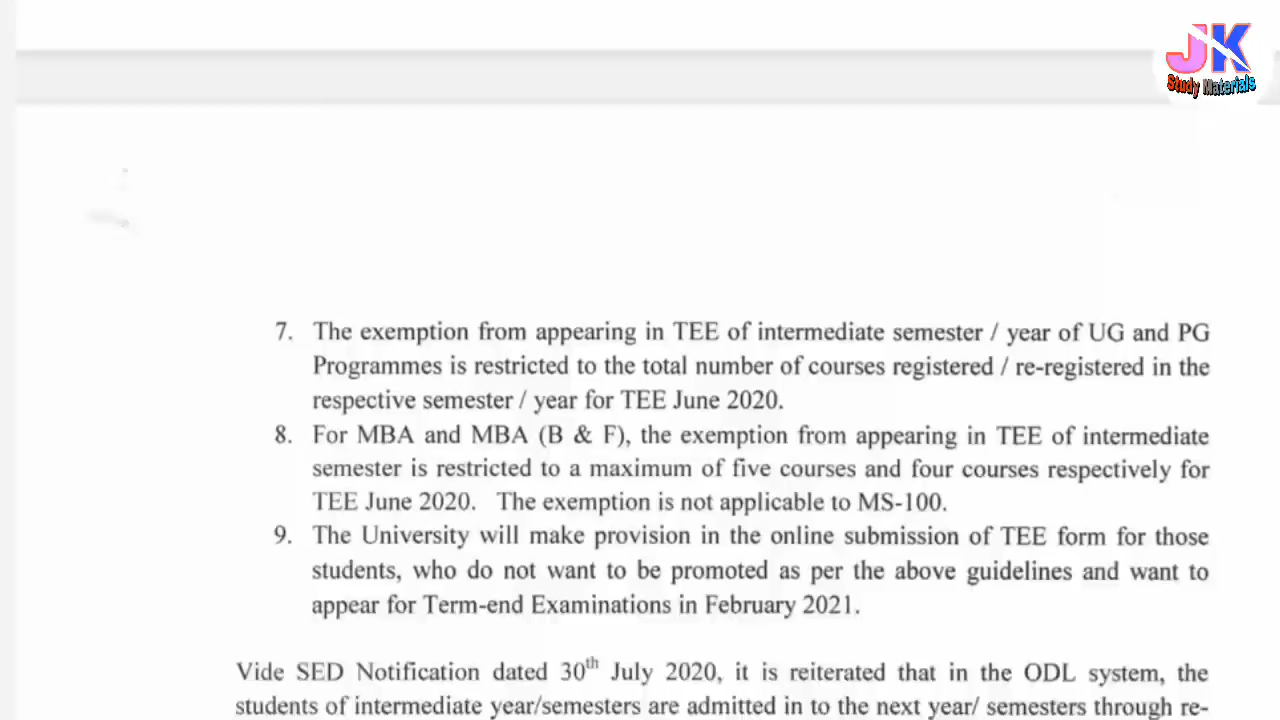 JK
Study Materials
7. The exemption from appearing in TEE of intermediate semester / year of UG and PG
Programmes is restricted to the total number of courses registered / re-registered in the
respective semester / year for TEE June 2020.
8. For MBA and MBA (B & F), the exemption from appearing in TEE of intermediate
semester is restricted to a maximum of five courses and four courses respectively for
TEE June 2020. The exemption is not applicable to MS-100.
9. The University will make provision in the online submission of TEE form for those
students, who do not want to be promoted as per the above guidelines and want to
appear for Term-end Examinations in February 2021.
Vide SED Notification dated 30th July 2020, it is reiterated that in the ODL system, the
students of intermediate year/semesters are admitted in to the next year/ semesters through re-